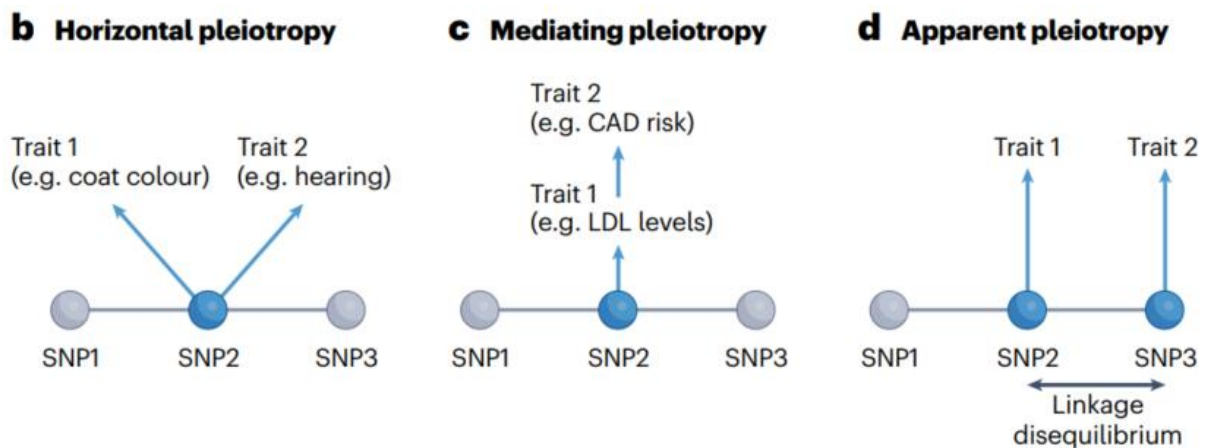 b Horizontal pleiotropy
Trait 1
(e.g. coat colour)
Trait 2
(e.g. hearing)
SNP1
SNP2
SNP3
c Mediating pleiotropy
Trait 2
(e.g. CAD risk)
Trait 1
(e.g. LDL levels)
SNP1
SNP2
SNP3
d Apparent pleiotropy
Trait 1
Trait 2
SNP1
SNP2
SNP3
Linkage
disequilibrium